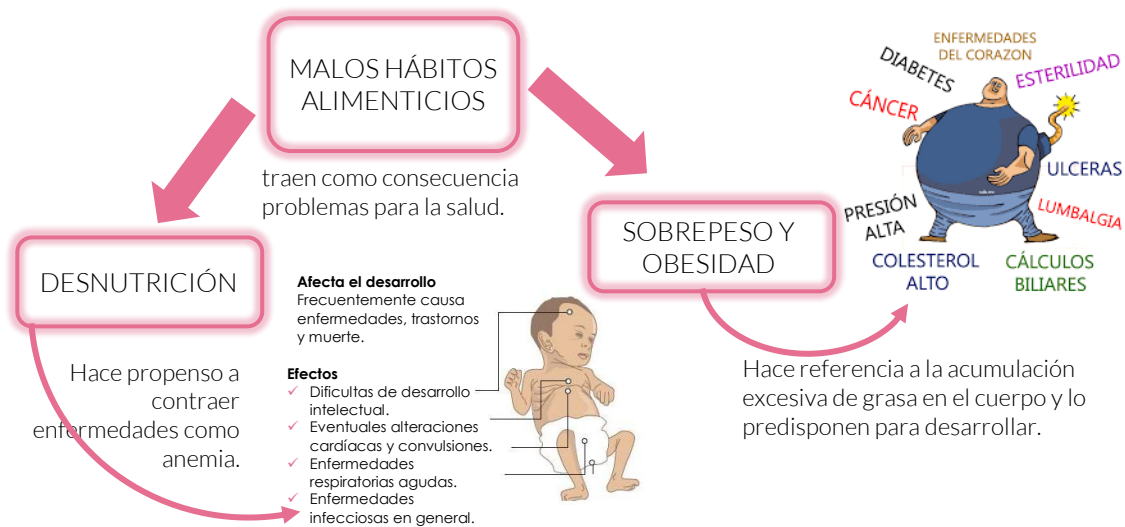 MALOS HÁBITOS
ALIMENTICIOS
traen como consecuencia
problemas para la salud.
DESNUTRICIÓN
Hace propenso a
contraer
enfermedades como
anemia.
Afecta el desarrollo
Frecuentemente causa
enfermedades, trastornos
y muerte.
Efectos
✓ Dificultas de desarrollo
intelectual.
✓ Eventuales alteraciones
cardíacas y convulsiones.
✓ Enfermedades
respiratorias agudas.
✓ Enfermedades
infecciosas en general.
SOBREPESO Y
OBESIDAD
Hace referencia a la acumulación
excesiva de grasa en el cuerpo y lo
predisponen para desarrollar.
ENFERMEDADES
DEL CORAZON
DIABETES
ESTERILIDAD
CÁNCER
ULCERAS
PRESIÓN
ALTA
LUMBALGIA
COLESTEROL
ALTO
CÁLCULOS
BILIARES